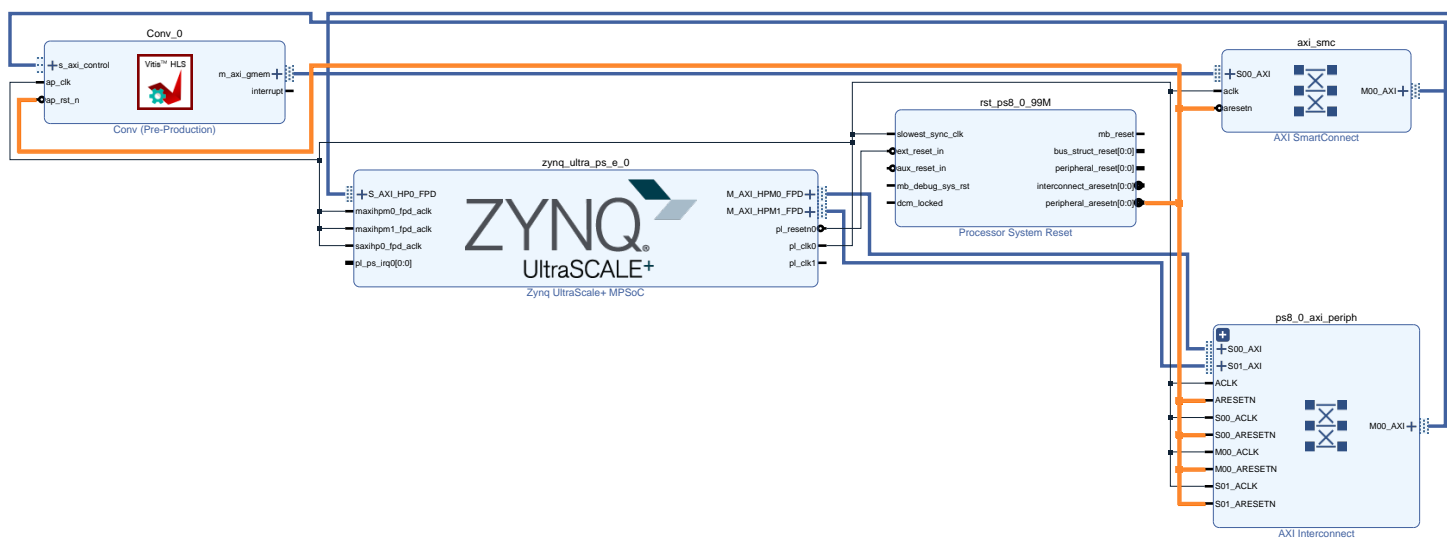 Conv_0
s_axi_control
ap_clk
ap_rst_n
Vitis™ HLS
m_axi_gmem
interrupt
Conv (Pre-Production)
zynq_ultra_ps_e_0
S_AXI_HP0_FPD
maxihpm0_fpd_aclk
maxihpm1_fpd_aclk
saxihp0_fpd_aclk
pl_ps_irq0[0:0]
ZYNQ®
UltraSCALE+
M_AXI_HPM0_FPD
M_AXI_HPM1_FPD
pl_resetn0
pl_clk0
pl_clk1
Zynq UltraScale+ MPSoC
rst_ps8_0_99M
slowest_sync_clk
ext_reset_in
aux_reset_in
mb_debug_sys_rst
dcm_locked
mb_reset
bus_struct_reset[0:0]
peripheral_reset[0:0]
interconnect_aresetn[0:0]
peripheral_aresetn[0:0]
Processor System Reset
axi_smc
S00_AXI
aclk
aresetn
M00_AXI
AXI SmartConnect
ps8_0_axi_periph
S00_AXI
S01_AXI
ACLK
ARESETN
S00_ACLK
S00_ARESETN
M00_ACLK
M00_ARESETN
S01_ACLK
S01_ARESETN
M00_AXI
AXI Interconnect